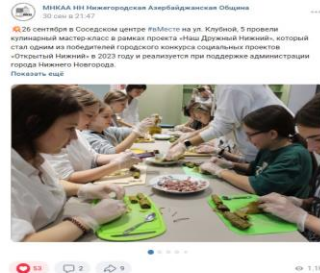 МНКАА НН Нижегородская Азербайджанская Община
30 сен в 21:47
💥26 сентября в Соседском центре #вМесте на ул. Клубной, 5 провели
кулинарный мастер-класс в рамках проекта «Наш Дружный Нижний», который
стал одним из победителей городского конкурса социальных проектов
«Открытый Нижний» в 2023 году и реализуется при поддержке администрации
города Нижнего Новгорода.
Показать ещё
53 2 9